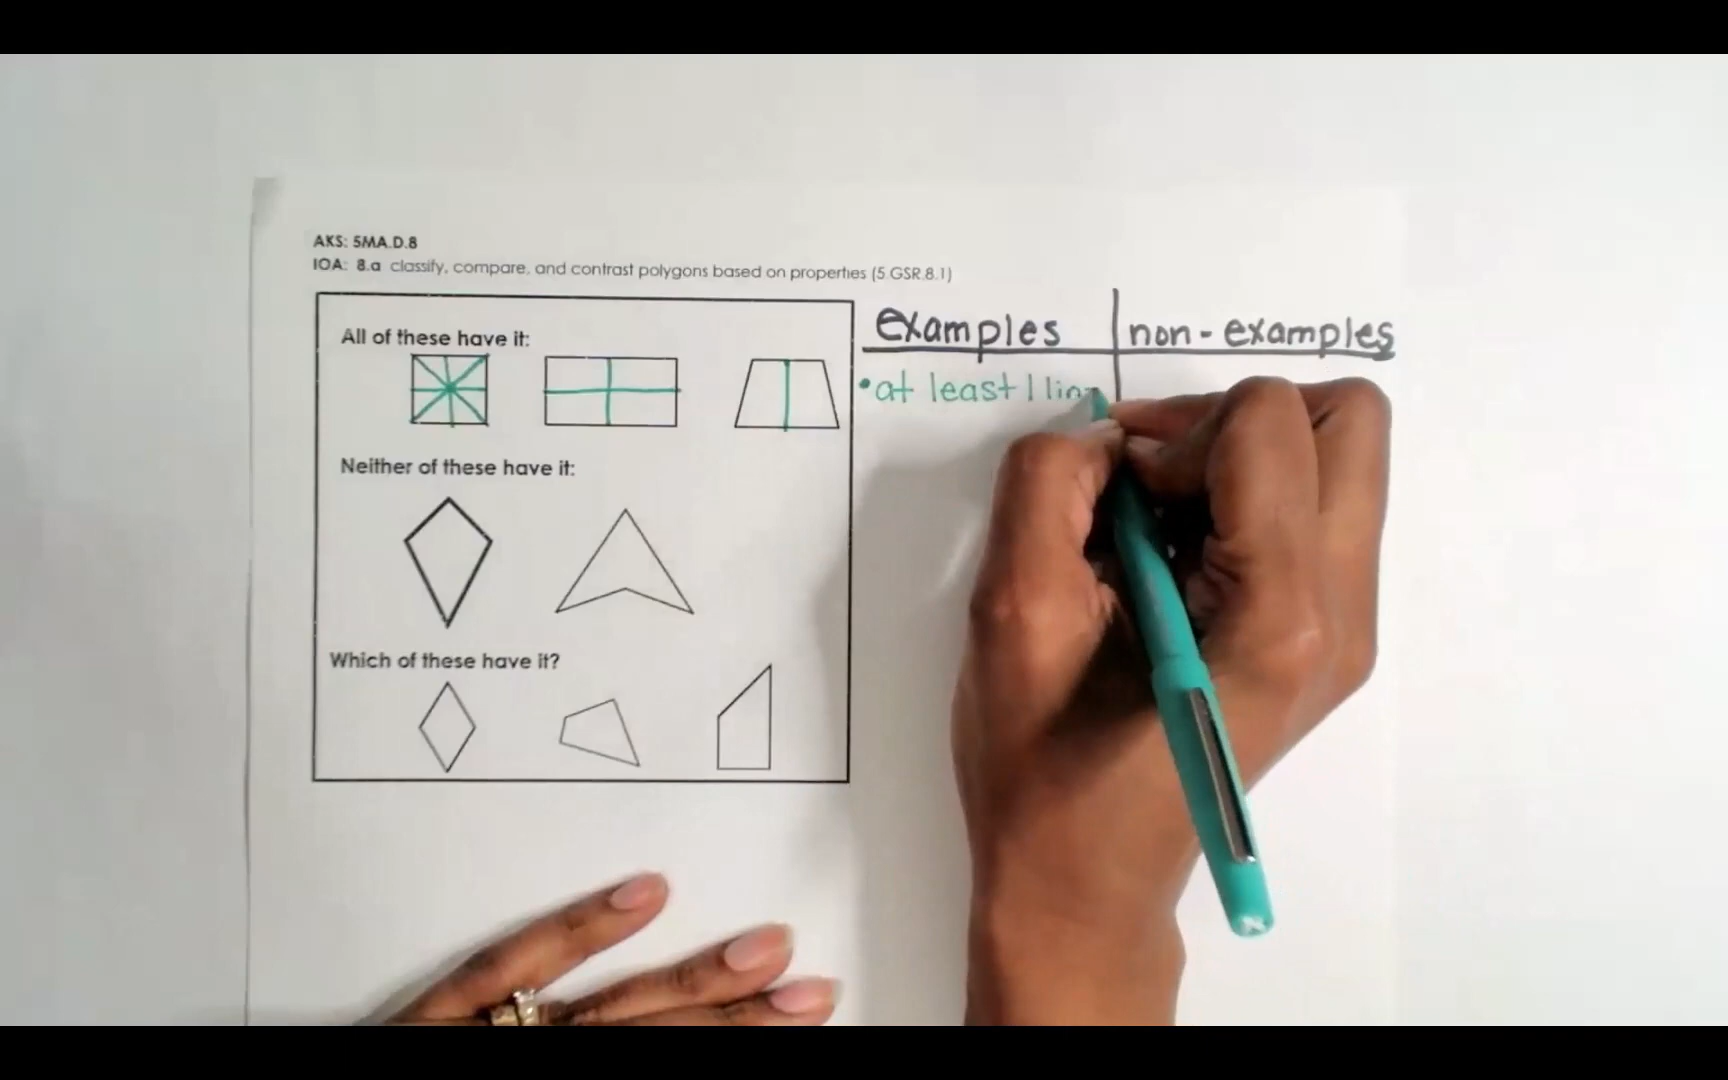 AKS: 5MA.D.8
IOA: 8.a classify, compare, and contrast polygons based on properties (5.GSR.8.1)
All of these have it:
Neither of these have it:
Which of these have it?
examples
non-examples
•at least 1